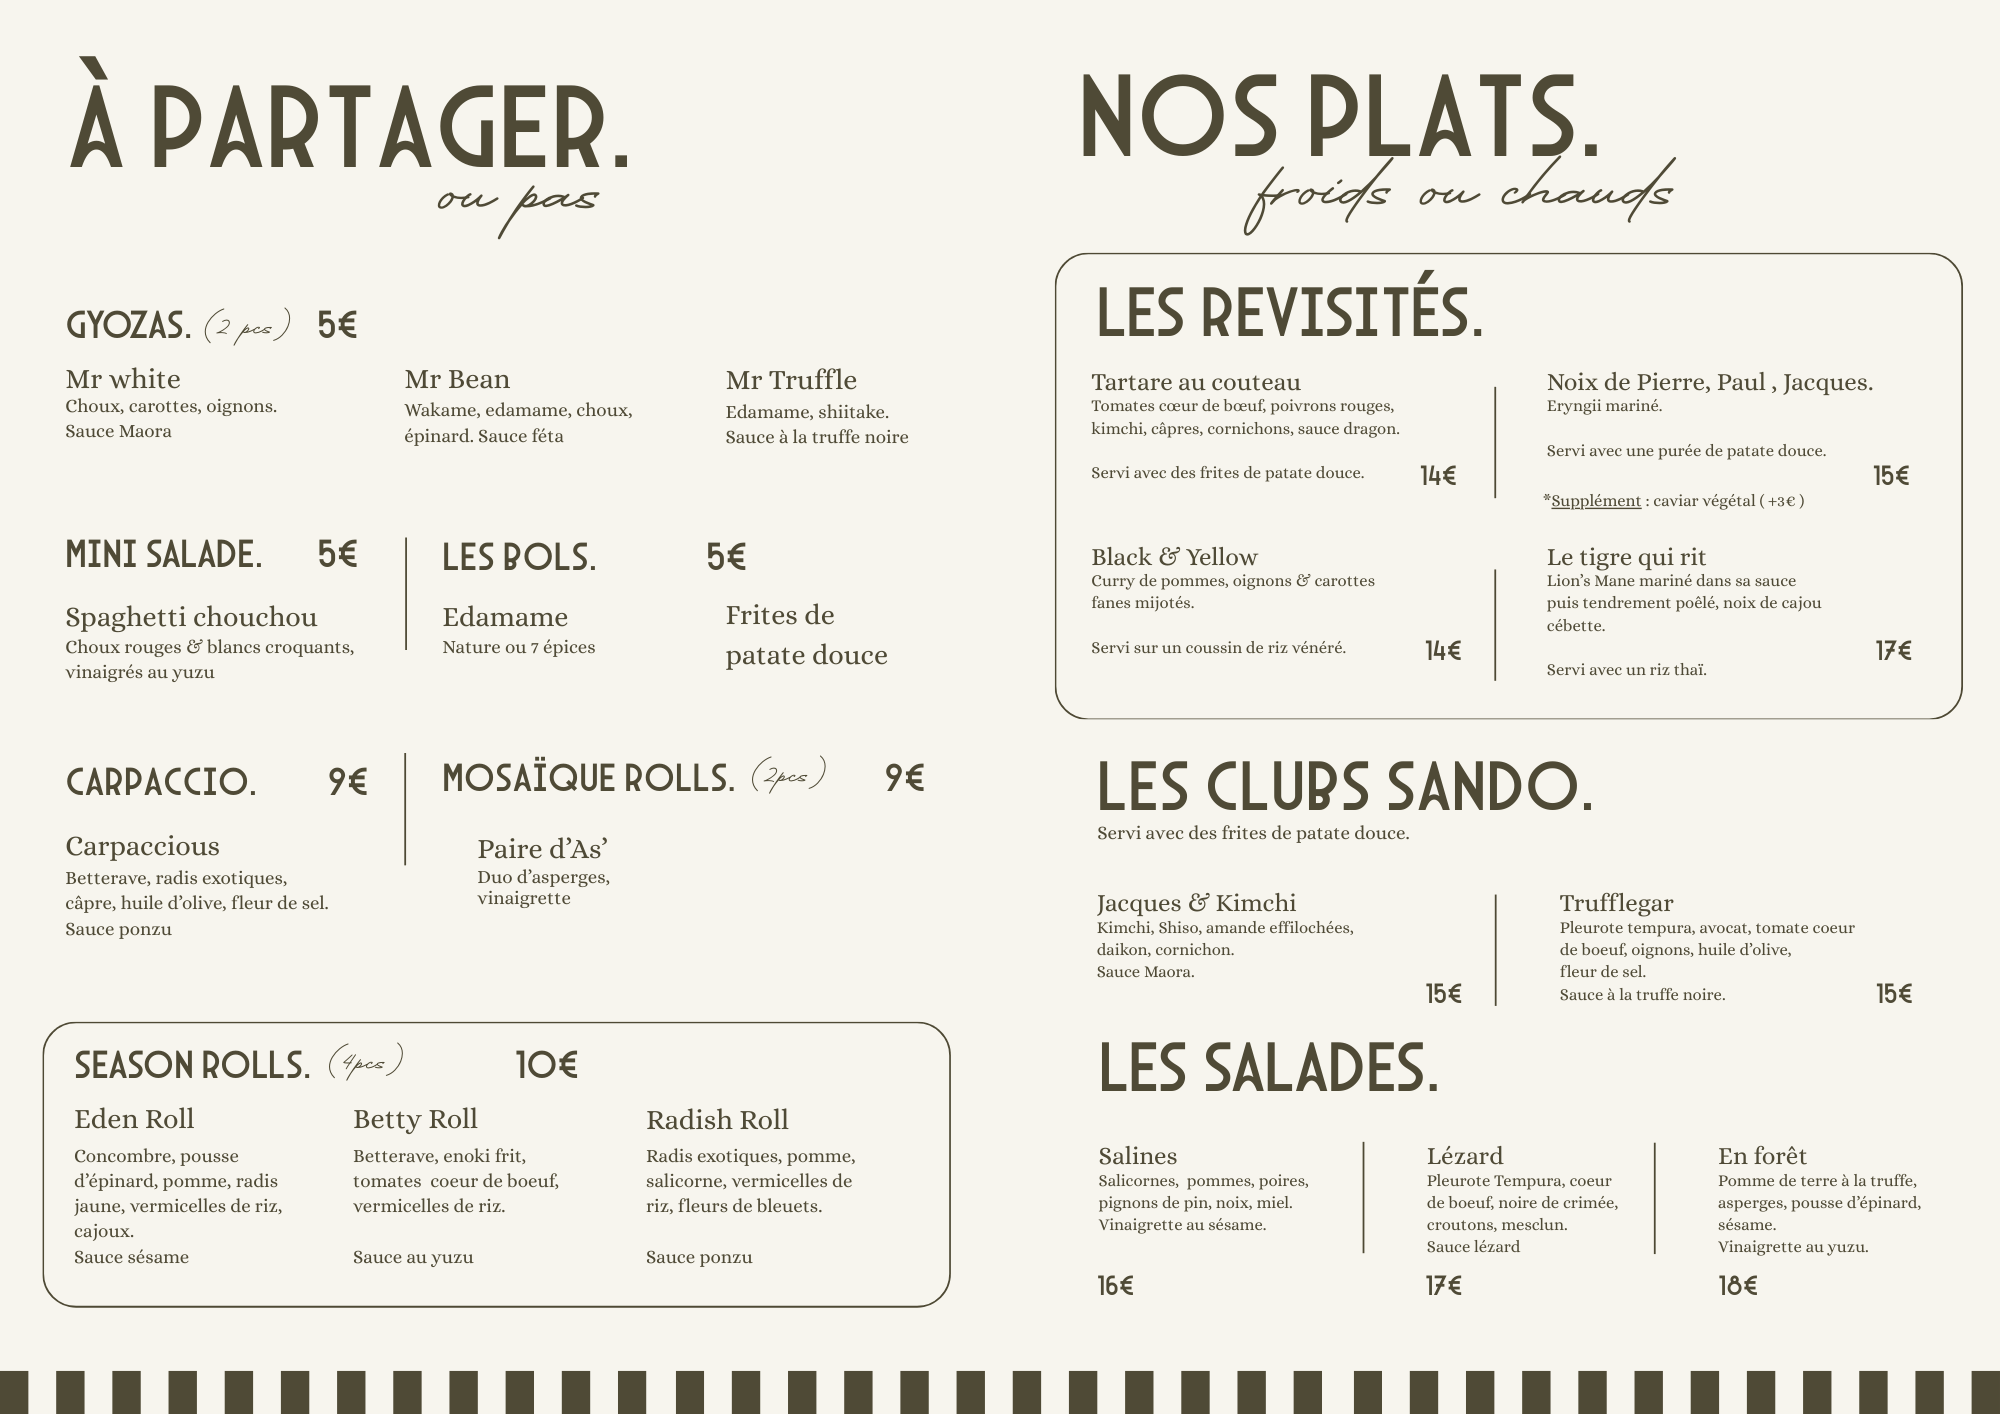 À PARTAGER.
ou pas
GYOZAS. (2 pcs) 5€
Mr white
Choux, carottes, oignons.
Sauce Maora
Mr Bean
Wakame, edamame, choux,
épinard. Sauce féta
Mr Truffle
Edamame, shiitake.
Sauce à la truffe noire
MINI SALADE. 5€
Spaghetti chouchou
Choux rouges & blancs croquants,
vinaigrés au yuzu
LES BOLS. 5€
Edamame
Nature ou 7 épices
Frites de
patate douce
CARPACCIO. 9€
Carpaccious
Betterave, radis exotiques,
câpre, huile d’olive, fleur de sel.
Sauce ponzu
MOSAÏQUE ROLLS. (2pcs) 9€
Paire d’As’
Duo d’asperges,
vinaigrette
SEASON ROLLS. (4pcs) 10€
Eden Roll
Concombre, pousse
d’épinard, pomme, radis
jaune, vermicelles de riz,
cajoux.
Sauce sésame
Betty Roll
Betterave, enoki frit,
tomates coeur de boeuf,
vermicelles de riz.
Sauce au yuzu
Radish Roll
Radis exotiques, pomme,
salicorne, vermicelles de
riz, fleurs de bleuets.
Sauce ponzu
NOS PLATS.
froids ou chauds
LES REVISITÉS.
Tartare au couteau
Tomates cœur de bœuf, poivrons rouges,
kimchi, câpres, cornichons, sauce dragon.
Servi avec des frites de patate douce. 14€
Noix de Pierre, Paul , Jacques.
Eryngii mariné.
Servi avec une purée de patate douce.
15€
*Supplément : caviar végétal ( +3€ )
Black & Yellow
Curry de pommes, oignons & carottes
fanes mijotés.
Servi sur un coussin de riz vénéré. 14€
Le tigre qui rit
Lion’s Mane mariné dans sa sauce
puis tendrement poêlé, noix de cajou
cébette.
17€
Servi avec un riz thaï.
LES CLUBS SANDO.
Servi avec des frites de patate douce.
Jacques & Kimchi
Kimchi, Shiso, amande effilochées,
daikon, cornichon.
Sauce Maora.
15€
Trufflegar
Pleurote tempura, avocat, tomate coeur
de boeuf, oignons, huile d’olive,
fleur de sel.
Sauce à la truffe noire. 15€
LES SALADES.
Salines
Salicornes, pommes, poires,
pignons de pin, noix, miel.
Vinaigrette au sésame.
16€
Lézard
Pleurote Tempura, coeur
de boeuf, noire de crimée,
croutons, mesclun.
Sauce lézard
17€
En forêt
Pomme de terre à la truffe,
asperges, pousse d’épinard,
sésame.
Vinaigrette au yuzu.
18€